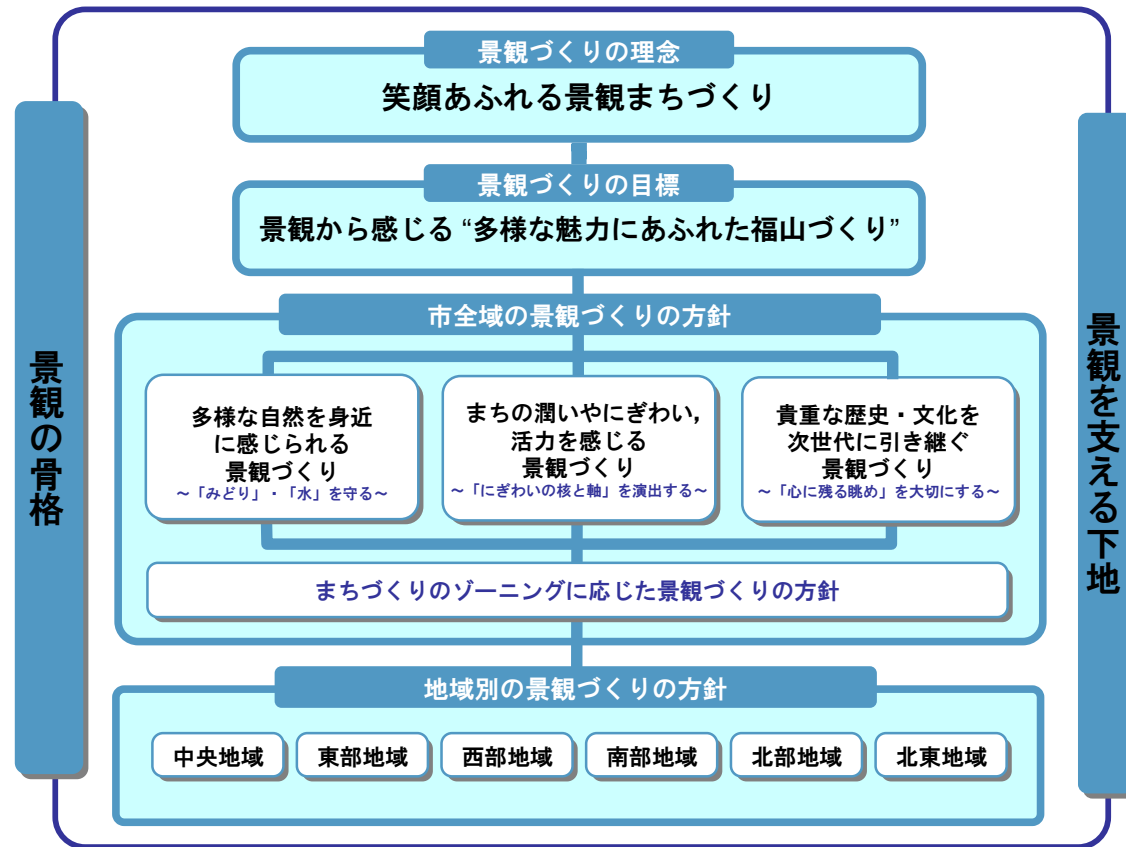 景観づくりの理念
笑顔あふれる景観まちづくり
景観づくりの目標
景観から感じる “多様な魅力にあふれた福山づくり”
市全域の景観づくりの方針
多様な自然を身近
に感じられる
景観づくり
～「みどり」・「水」を守る～
まちの潤いやにぎわい，
活力を感じる
景観づくり
～「にぎわいの核と軸」を演出する～
貴重な歴史・文化を
次世代に引き継ぐ
景観づくり
～「心に残る眺め」を大切にする～
まちづくりのゾーニングに応じた景観づくりの方針
地域別の景観づくりの方針
中央地域
東部地域
西部地域
南部地域
北部地域
北東地域
景観の骨格
景観を支える下地